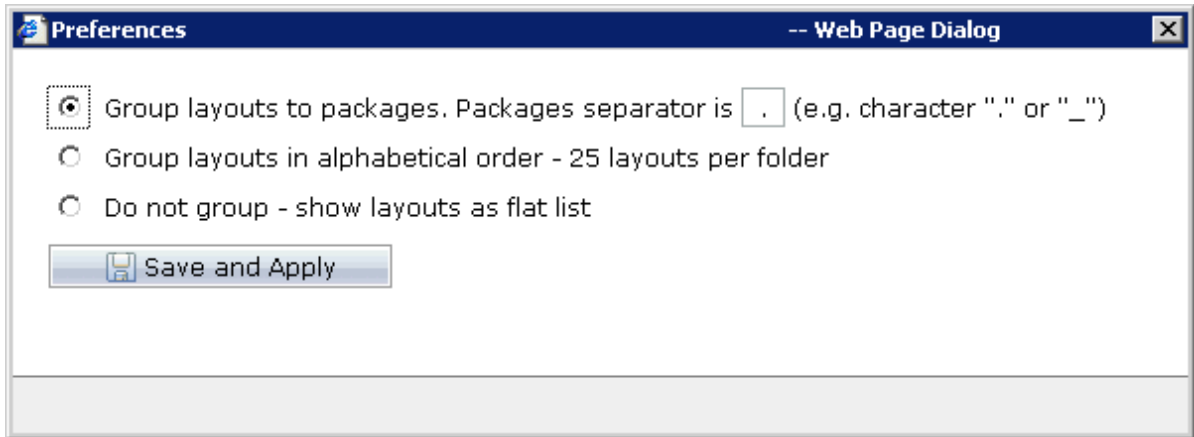 Preferences -- Web Page Dialog
Group layouts to packages. Packages separator is . (e.g. character "." or "_")
Group layouts in alphabetical order - 25 layouts per folder
Do not group - show layouts as flat list
Save and Apply